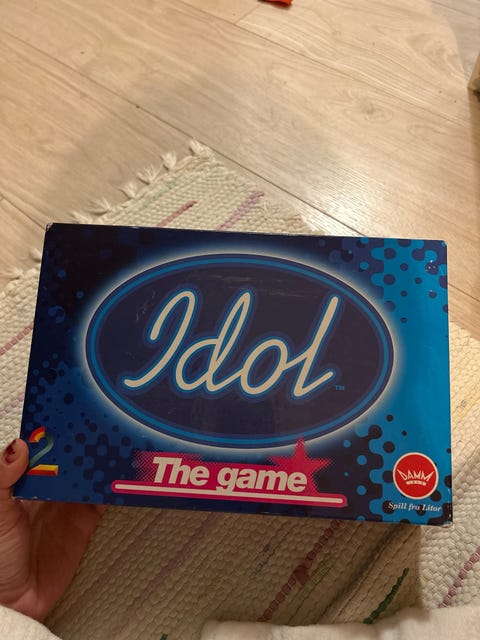 Idol
TM
The game
2
DAMM
Spill fra Litor